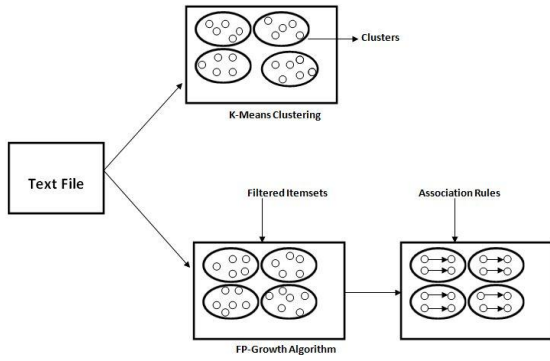 Clusters
K-Means Clustering
Text File
Filtered Itemsets
Association Rules
FP-Growth Algorithm